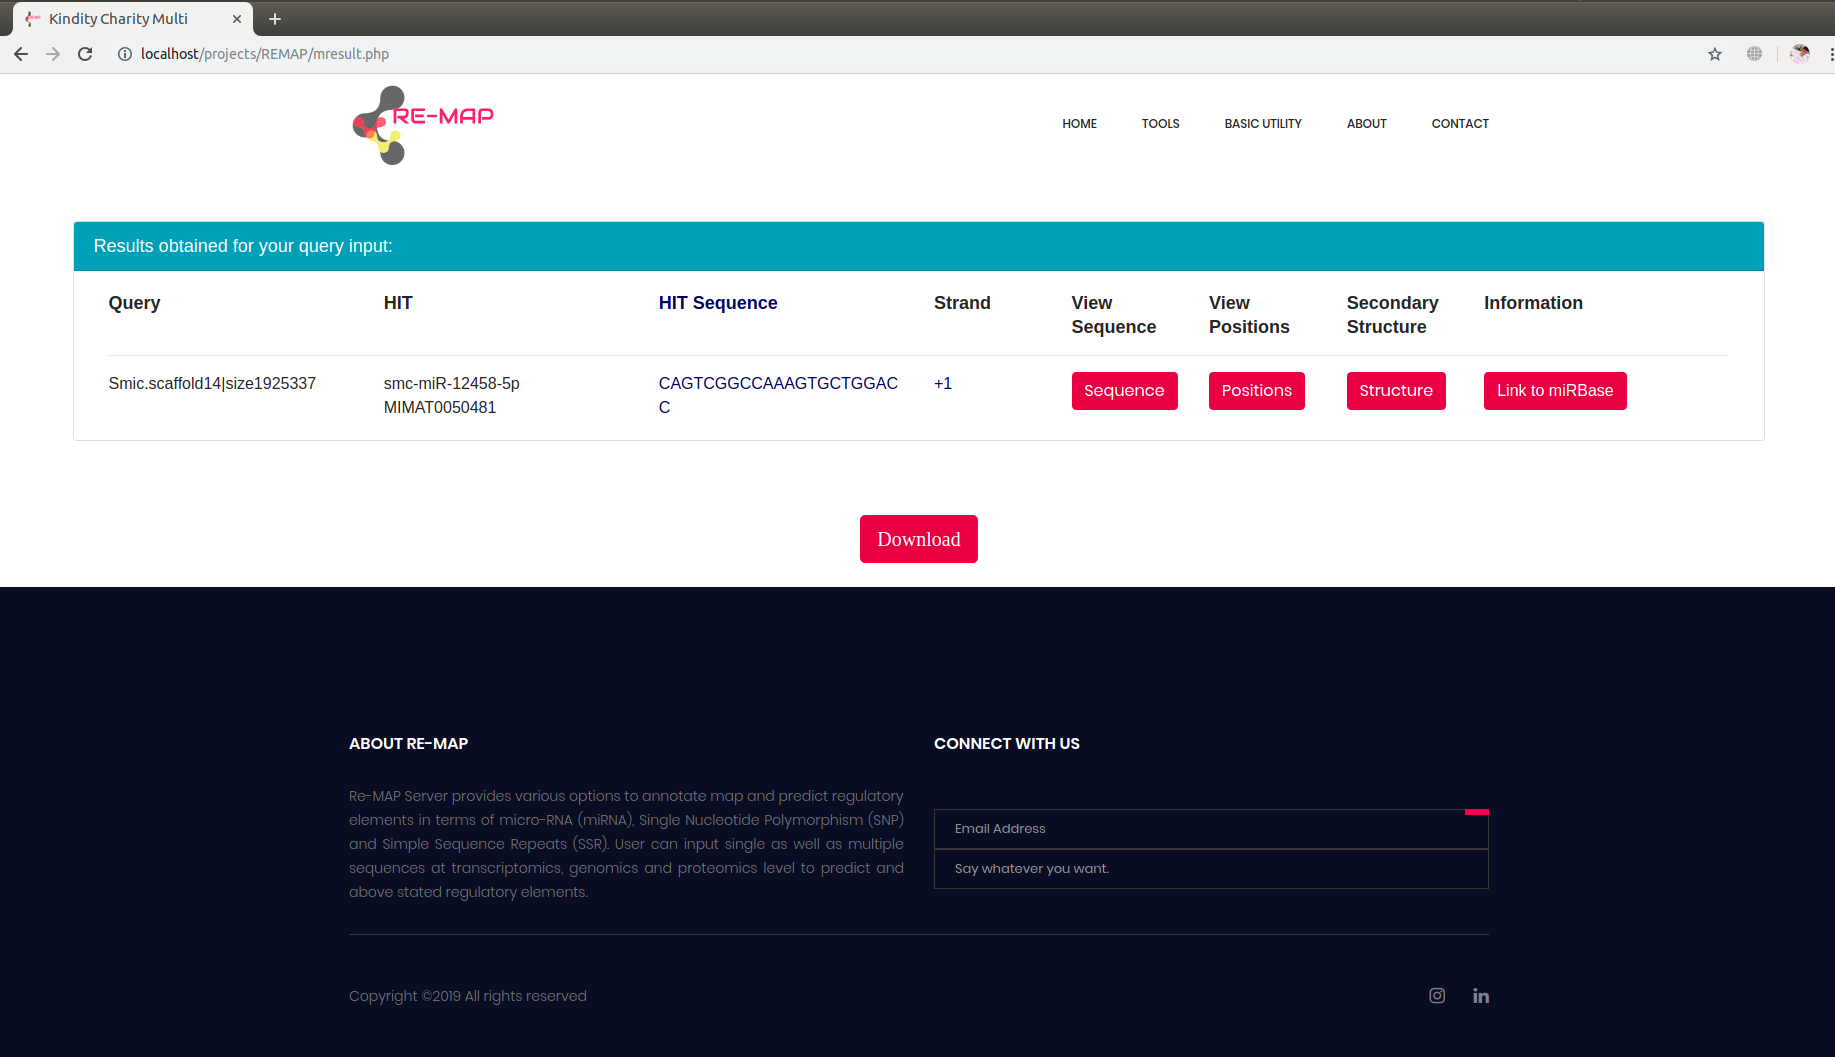 Kindity Charity Multi
localhost/projects/REMAP/mresult.php
RE-MAP
HOME TOOLS BASIC UTILITY ABOUT CONTACT
Results obtained for your query input:
Query HIT HIT Sequence Strand View Sequence View Positions Secondary Structure Information
Smic.scaffold14|size1925337 smc-miR-12458-5p CAGTCGGCCAAAGTGCTGGAC +1 Sequence Positions Structure Link to miRBase
MIMAT0050481 C
Download
ABOUT RE-MAP
Re-MAP Server provides various options to annotate map and predict regulatory
elements in terms of micro-RNA (miRNA), Single Nucleotide Polymorphism (SNP)
and Simple Sequence Repeats (SSR). User can input single as well as multiple
sequences at transcriptomics, genomics and proteomics level to predict and
above stated regulatory elements.
CONNECT WITH US
Email Address
Say whatever you want.
Copyright ©2019 All rights reserved